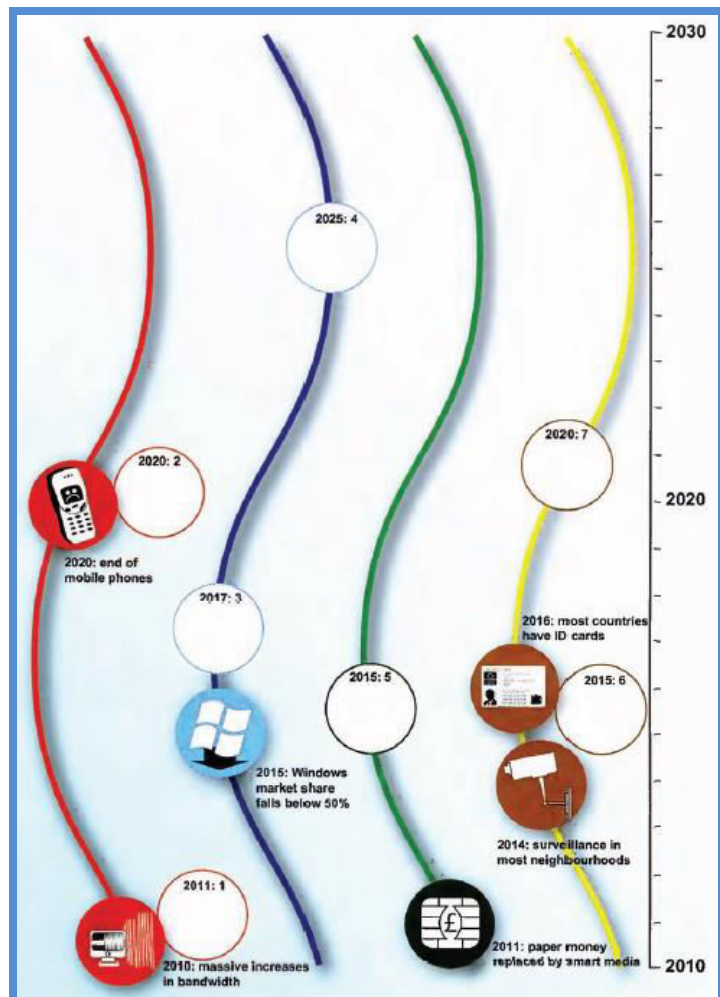 2030
2025: 4
2020: 7
2020: 2
2020
2020: end of
mobile phones
2017: 3
2016: most countries
have ID cards
2015: 6
2015: 5
2015: Windows
market share
falls below 50%
2014: surveillance in
most neighbourhoods
2011: 1
£
2011: paper money
replaced by smart media
2010: massive increases
in bandwidth
2010